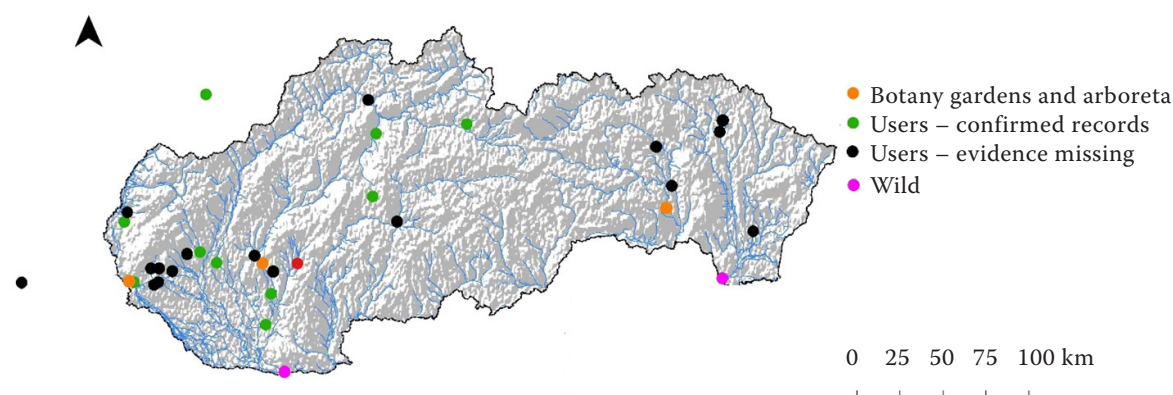 Botany gardens and arboreta
Users – confirmed records
Users – evidence missing
Wild
0 25 50 75 100 km